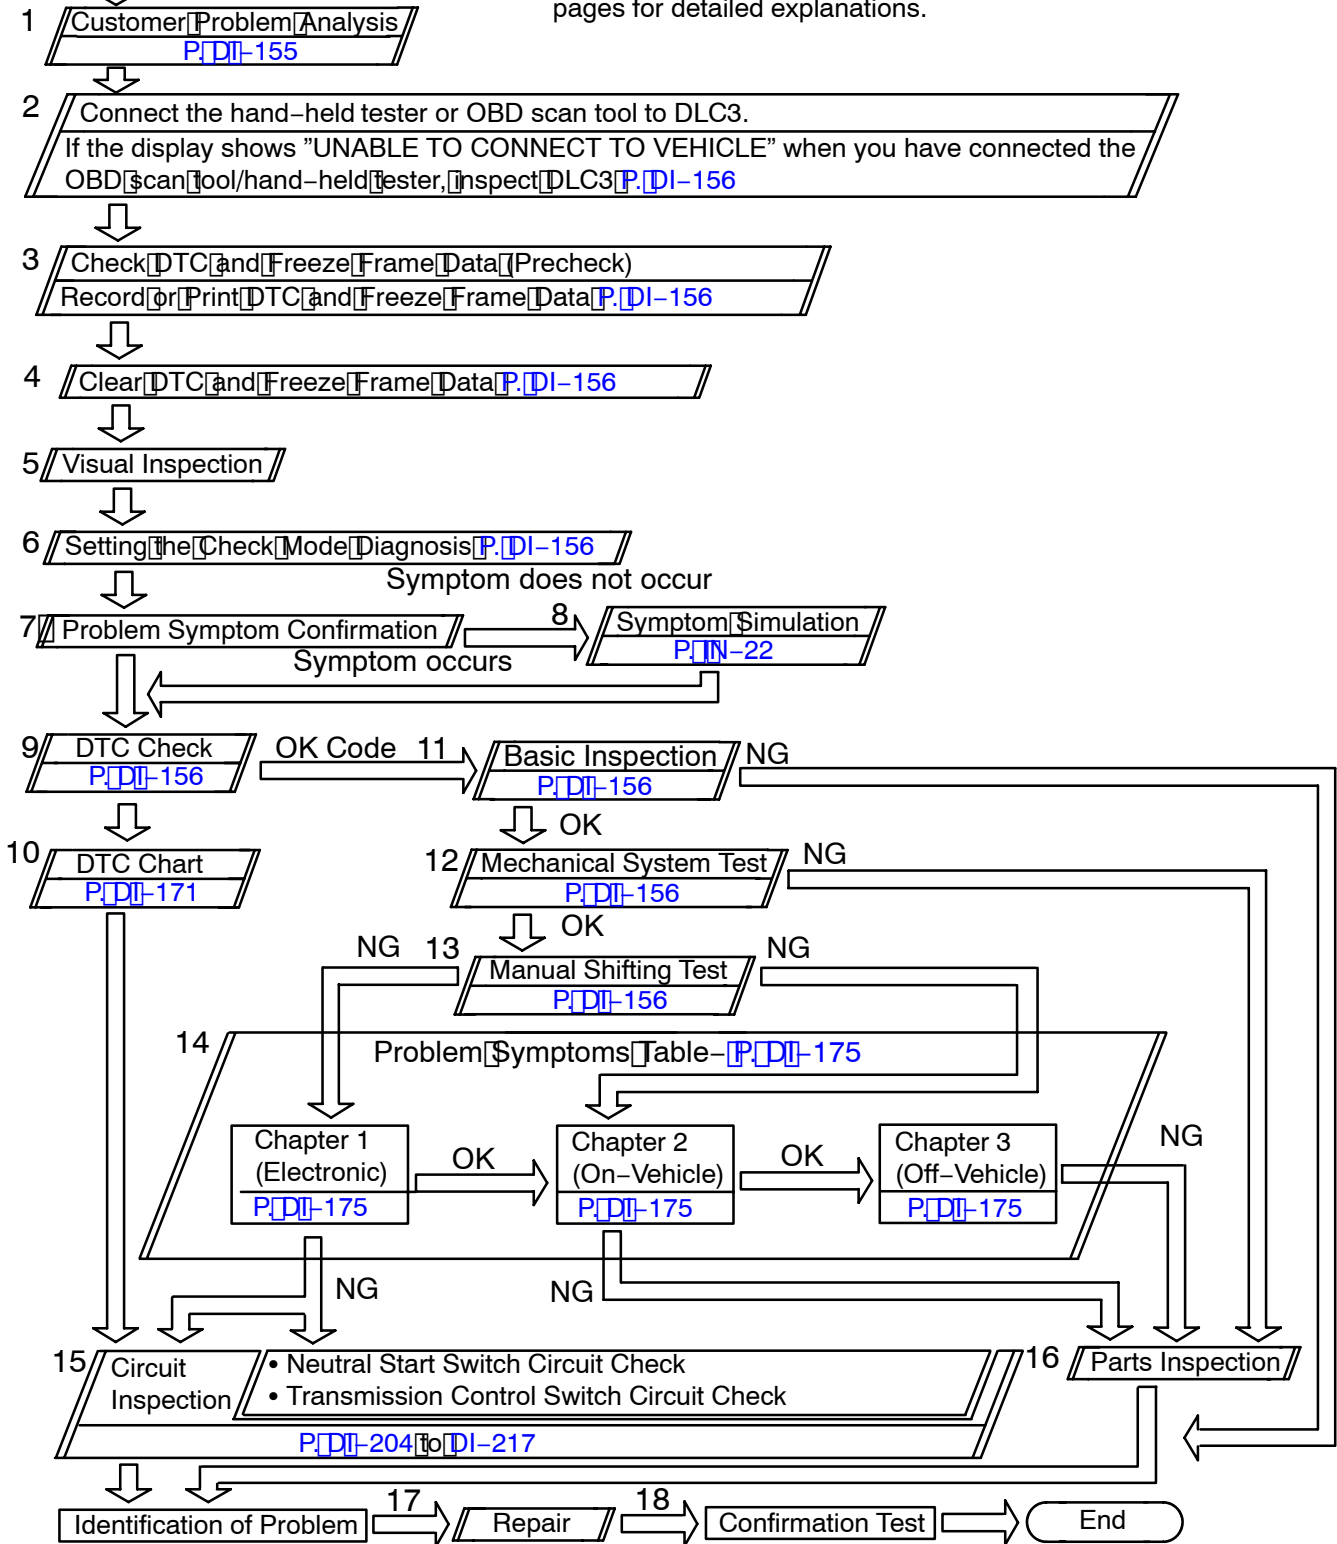 pages for detailed explanations.
1
Customer Problem Analysis
P. DI–155
2
Connect the hand–held tester or OBD scan tool to DLC3.
If the display shows ”UNABLE TO CONNECT TO VEHICLE” when you have connected the
OBD scan tool/hand–held tester, inspect DLC3 P. DI–156
3
Check DTC and Freeze Frame Data (Precheck)
Record or Print DTC and Freeze Frame Data P. DI–156
4
Clear DTC and Freeze Frame Data P. DI–156
5
Visual Inspection
6
Setting the Check Mode Diagnosis P. DI–156
Symptom does not occur
7
Problem Symptom Confirmation
8
Symptom Simulation
P. IN–22
Symptom occurs
9
DTC Check
P. DI–156
OK Code
11
Basic Inspection
P. DI–156
NG
OK
10
DTC Chart
P. DI–171
12
Mechanical System Test
P. DI–156
NG
OK
NG
13
Manual Shifting Test
P. DI–156
NG
14
Problem Symptoms Table– P. DI–175
Chapter 1
(Electronic)
P. DI–175
OK
Chapter 2
(On–Vehicle)
P. DI–175
OK
Chapter 3
(Off–Vehicle)
P. DI–175
NG
NG
NG
15
Circuit
Inspection
• Neutral Start Switch Circuit Check
• Transmission Control Switch Circuit Check
P. DI–204 to DI–217
16
Parts Inspection
Identification of Problem
17
Repair
18
Confirmation Test
End